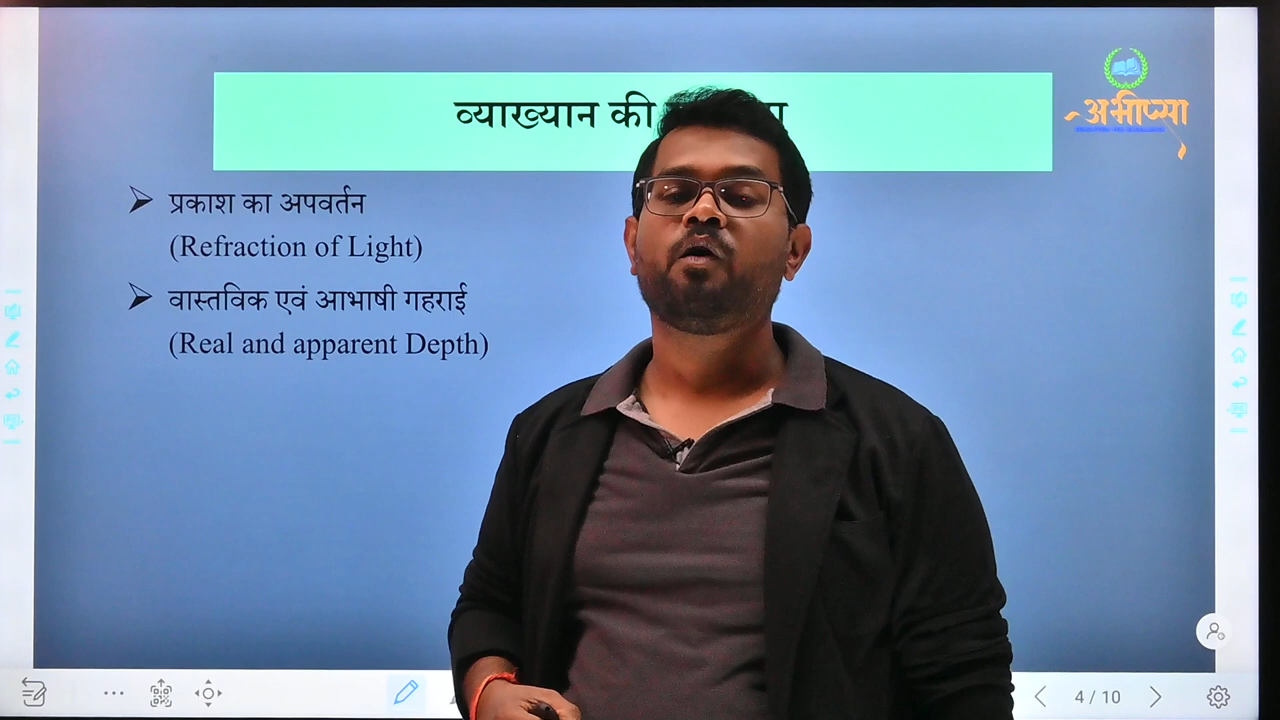 व्याख्यान की
अभीप्सा
प्रकाश का अपवर्तन
(Refraction of Light)
वास्तविक एवं आभाषी गहराई
(Real and apparent Depth)
4 / 10